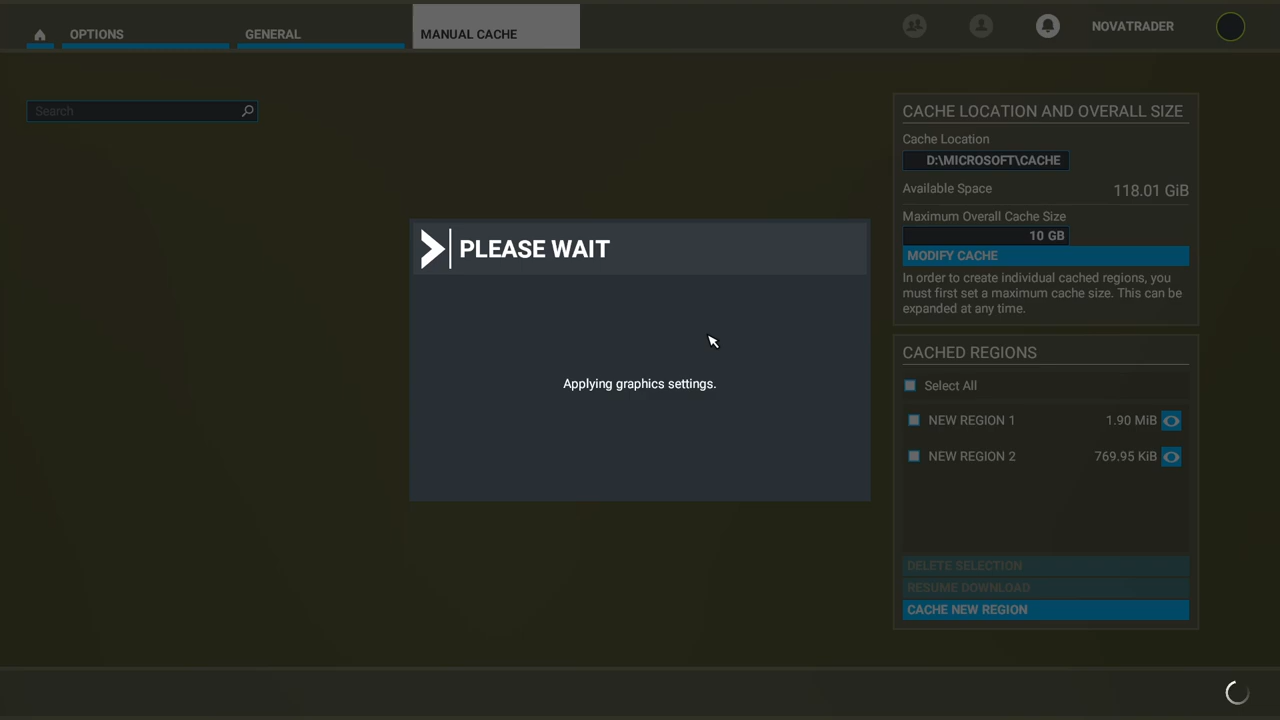 OPTIONS
GENERAL
MANUAL CACHE
NOVATRADER
Search
CACHE LOCATION AND OVERALL SIZE
Cache Location
D:\MICROSOFT\CACHE
Available Space 118.01 GiB
Maximum Overall Cache Size
10 GB
MODIFY CACHE
In order to create individual cached regions, you
must first set a maximum cache size. This can be
expanded at any time.
PLEASE WAIT
Applying graphics settings.
CACHED REGIONS
Select All
NEW REGION 1 1.90 MiB
NEW REGION 2 769.95 KiB
DELETE SELECTION
RESUME DOWNLOAD
CACHE NEW REGION